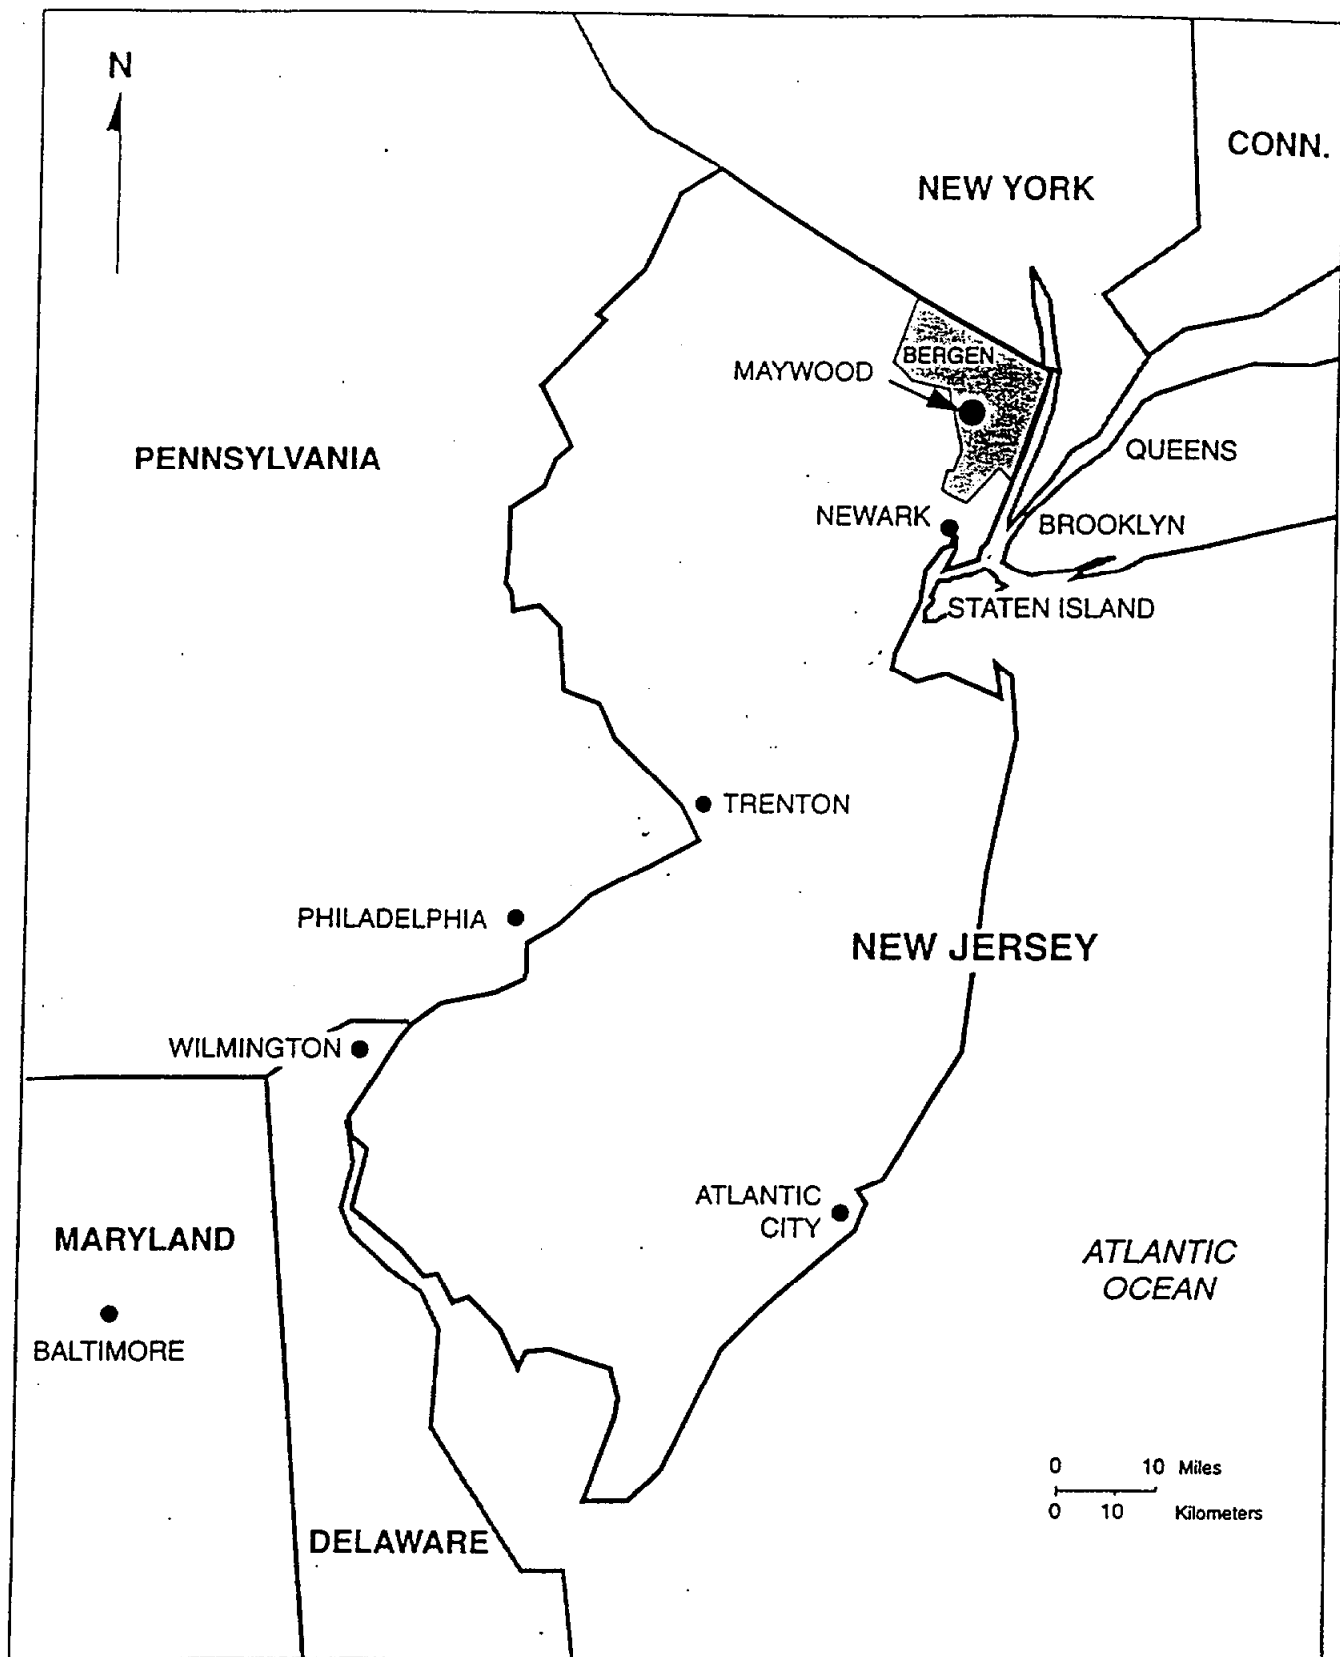 N
CONN.
NEW YORK
BERGEN
MAYWOOD
PENNSYLVANIA
QUEENS
NEWARK
BROOKLYN
STATEN ISLAND
TRENTON
PHILADELPHIA
NEW JERSEY
WILMINGTON
ATLANTIC
CITY
MARYLAND
ATLANTIC
OCEAN
BALTIMORE
0 10 Miles
0 10 Kilometers
DELAWARE